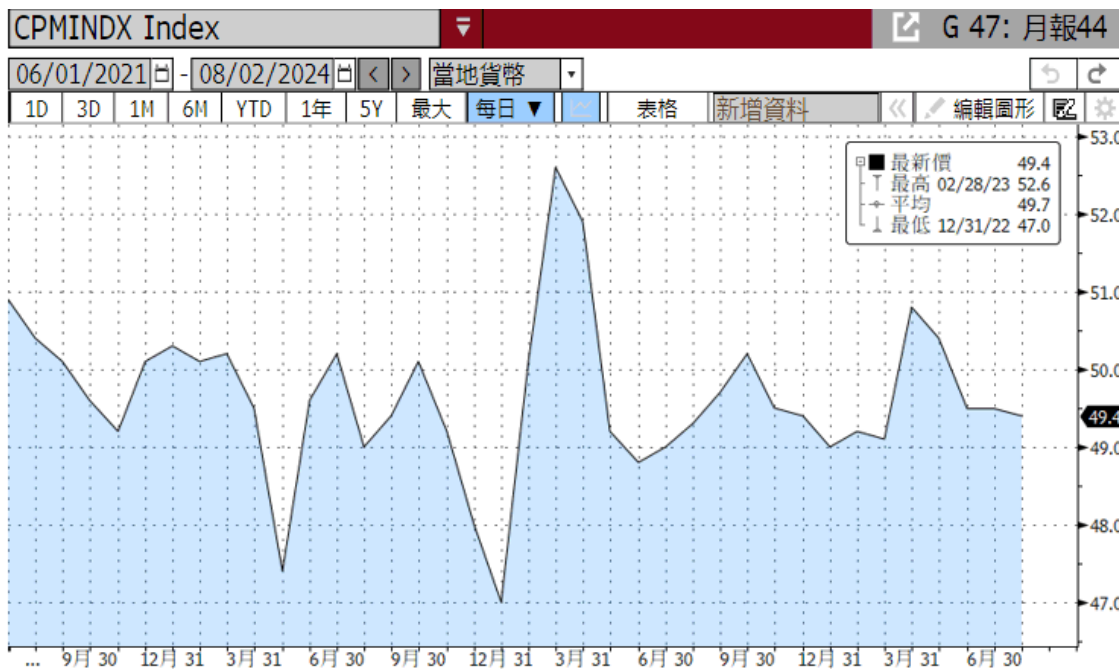 CPMINDX Index G 47: 月報44
06/01/2021 - 08/02/2024 < > 當地貨幣
1D 3D 1M 6M YTD 1年 5Y 最大 每日 ▼ 表格 新增資料 « 編輯圖形
最新價 49.4
最高 02/28/23 52.6
平均 49.7
最低 12/31/22 47.0
53.0
52.0
51.0
50.0
49.4
49.0
48.0
47.0
... 9月 30 12月 31 3月 31 6月 30 9月 30 12月 31 3月 31 6月 30 9月 30 12月 31 3月 31 6月 30